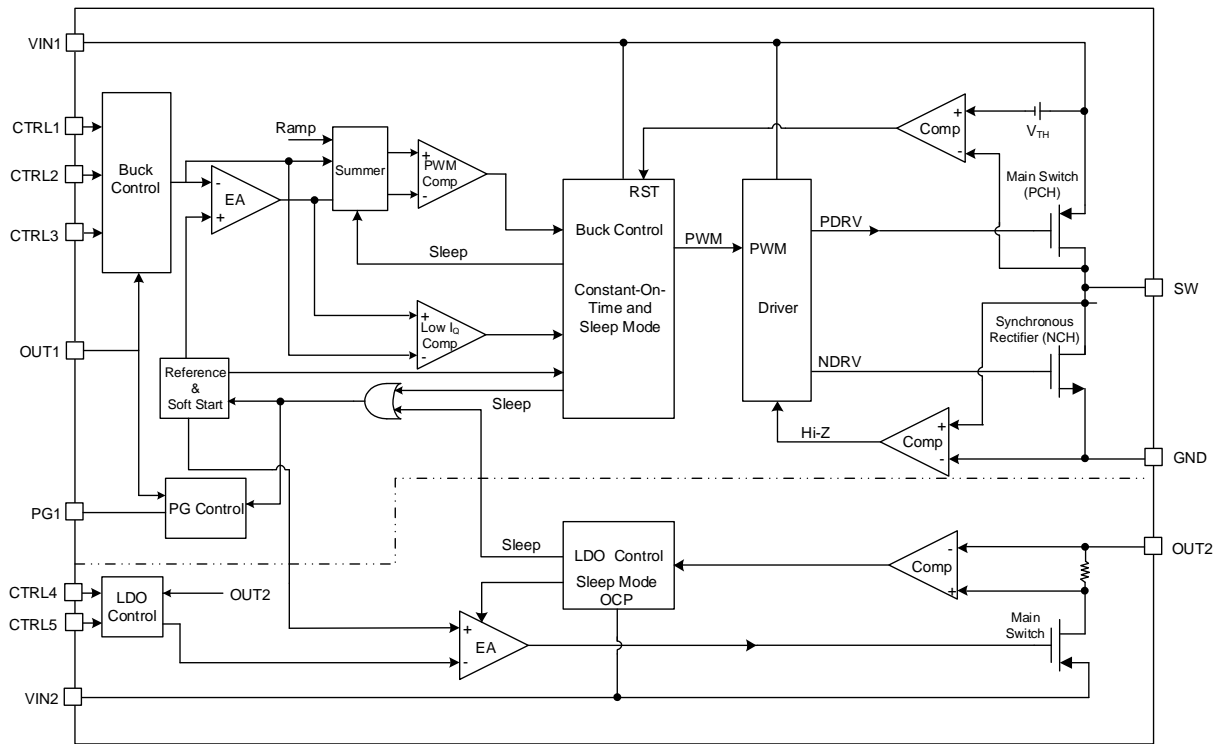 VIN1
CTRL1
CTRL2
CTRL3
Buck
Control
-
+
EA
Ramp
Summer
+
-
PWM
Comp
Sleep
+
-
Low IQ
Comp
OUT1
Reference
&
Soft Start
Sleep
RST
Buck Control
Constant-On-
Time and
Sleep Mode
PWM
PWM
Driver
PDRV
NDRV
Hi-Z
+
-
Comp
VTH
Main Switch
(PCH)
SW
Synchronous
Rectifier (NCH)
+
-
Comp
GND
PG1
PG Control
CTRL4
CTRL5
LDO
Control
OUT2
Sleep
LDO Control
Sleep Mode
OCP
+
-
EA
-
+
Comp
OUT2
Main
Switch
VIN2